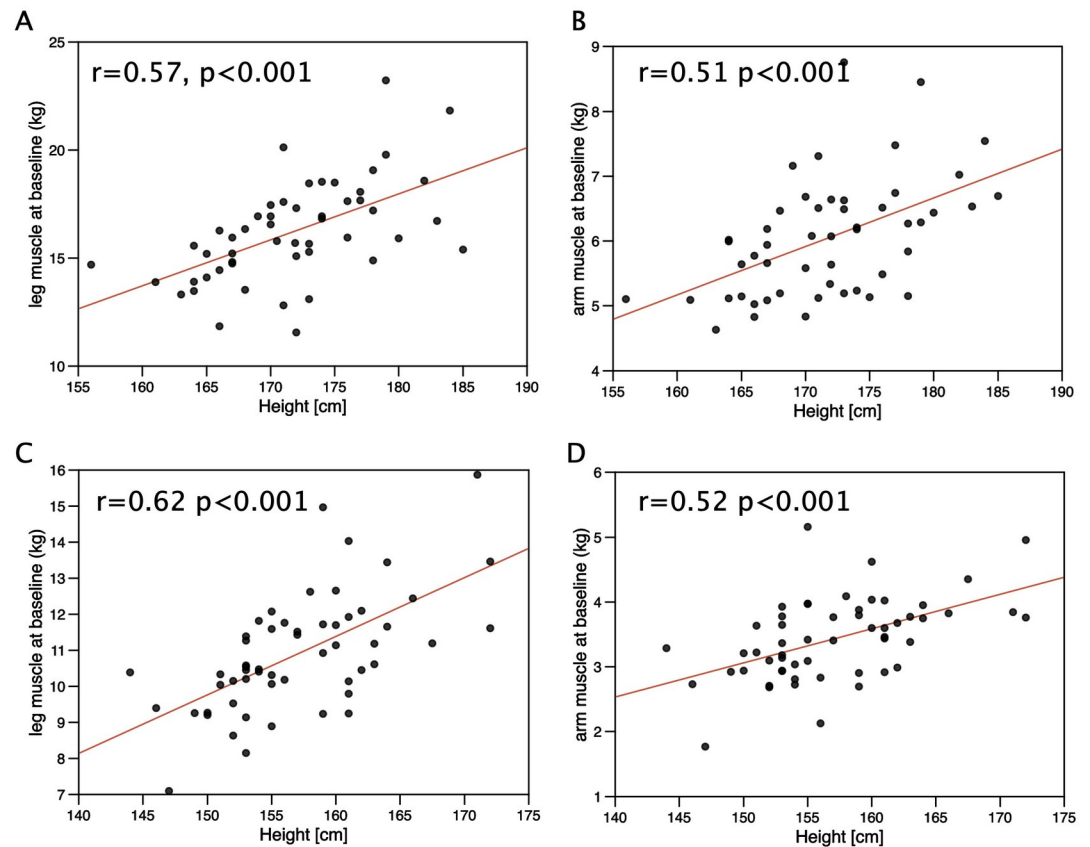 A
r=0.57, p<0.001
leg muscle at baseline (kg)
25
20
15
10
155 160 165 170 175 180 185 190
Height [cm]
B
r=0.51 p<0.001
arm muscle at baseline (kg)
9
8
7
6
5
4
155 160 165 170 175 180 185 190
Height [cm]
C
r=0.62 p<0.001
leg muscle at baseline (kg)
16
15
14
13
12
11
10
9
8
7
140 145 150 155 160 165 170 175
Height [cm]
D
r=0.52 p<0.001
arm muscle at baseline (kg)
6
5
4
3
2
1
140 145 150 155 160 165 170 175
Height [cm]